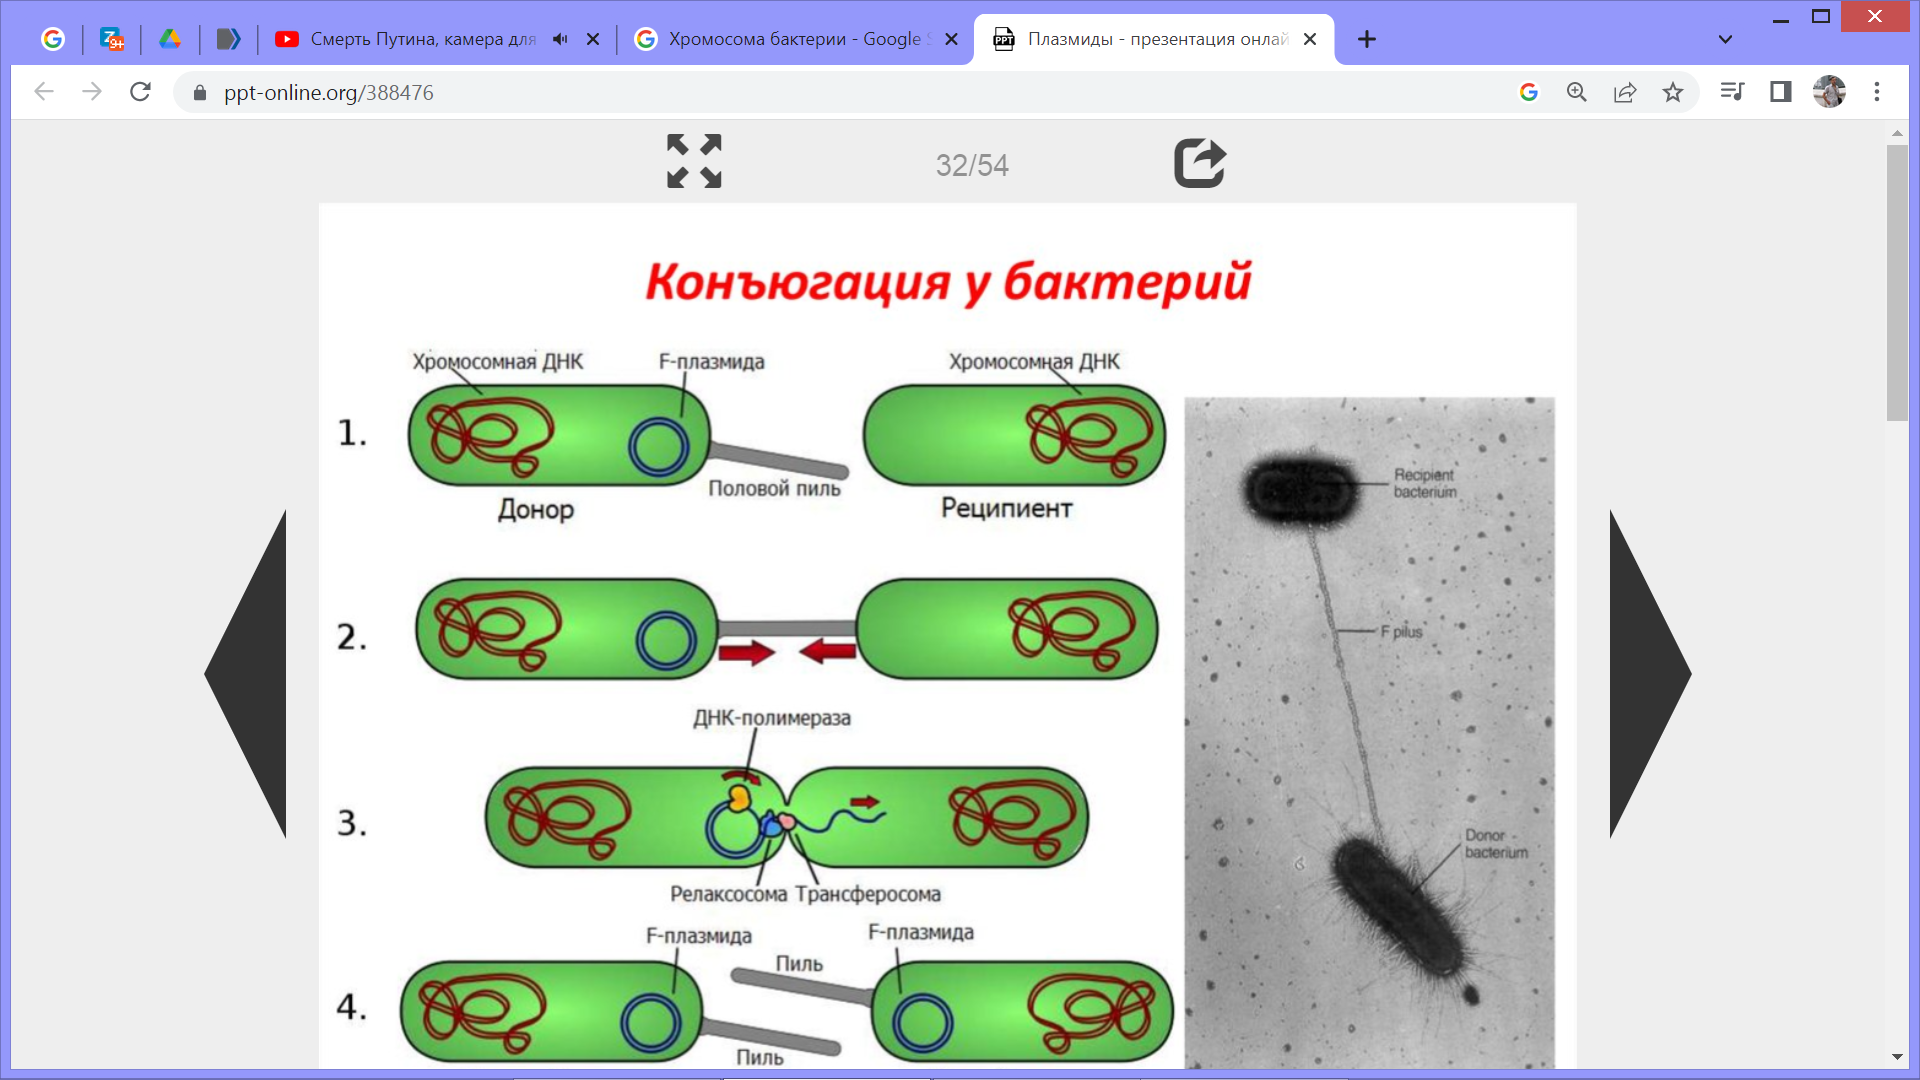 Z 9+
Смерть Путина, камера для
Хромосома бактерии - Google S
PPT
Плазмиды - презентация онлай
ppt-online.org/388476
32/54
Конъюгация у бактерий
Хромосомная ДНК
F-плазмида
Хромосомная ДНК
1.
Половой пиль
Донор
Реципиент
Recipient
bacterium
2.
F pilus
ДНК-полимераза
3.
Donor
bacterium
Релаксосома Трансферосома
F-плазмида
F-плазмида
Пиль
4.
Пиль